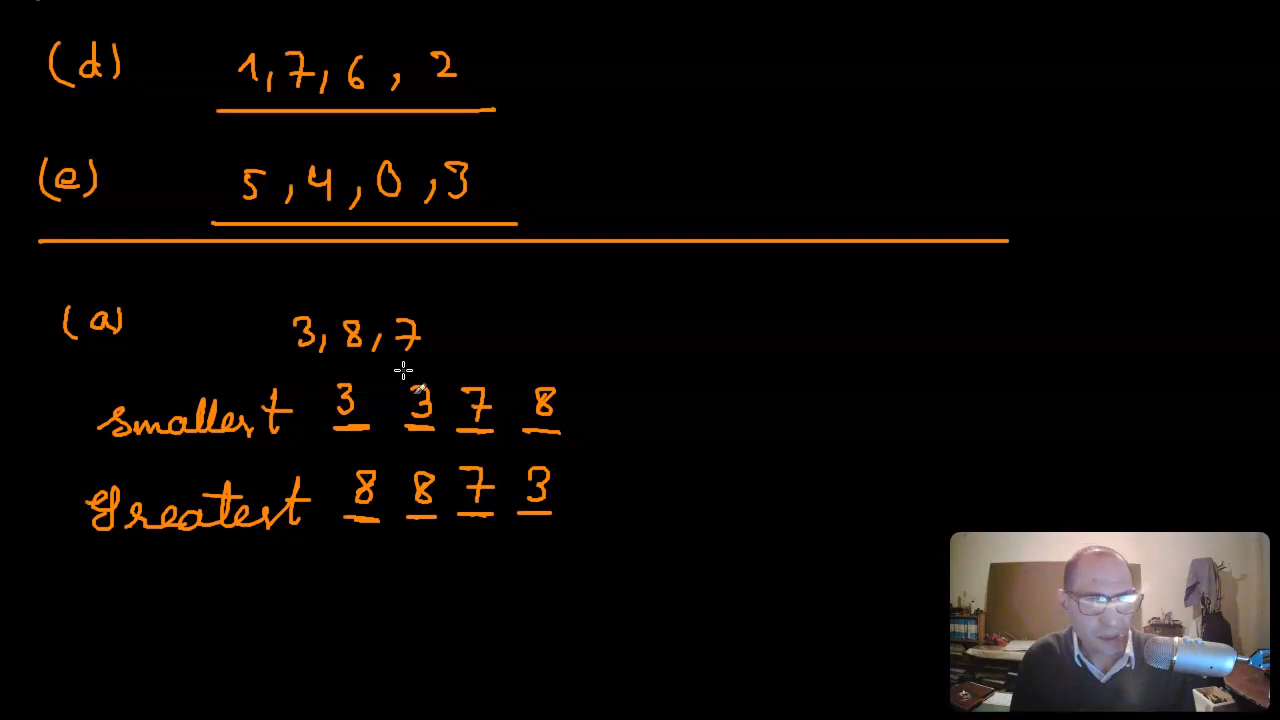 (d) 1, 7, 6, 2
(e) 5, 4, 0, 3
(a) 3, 8, 7
smallest 3 3 7 8
Greatest 8 8 7 3